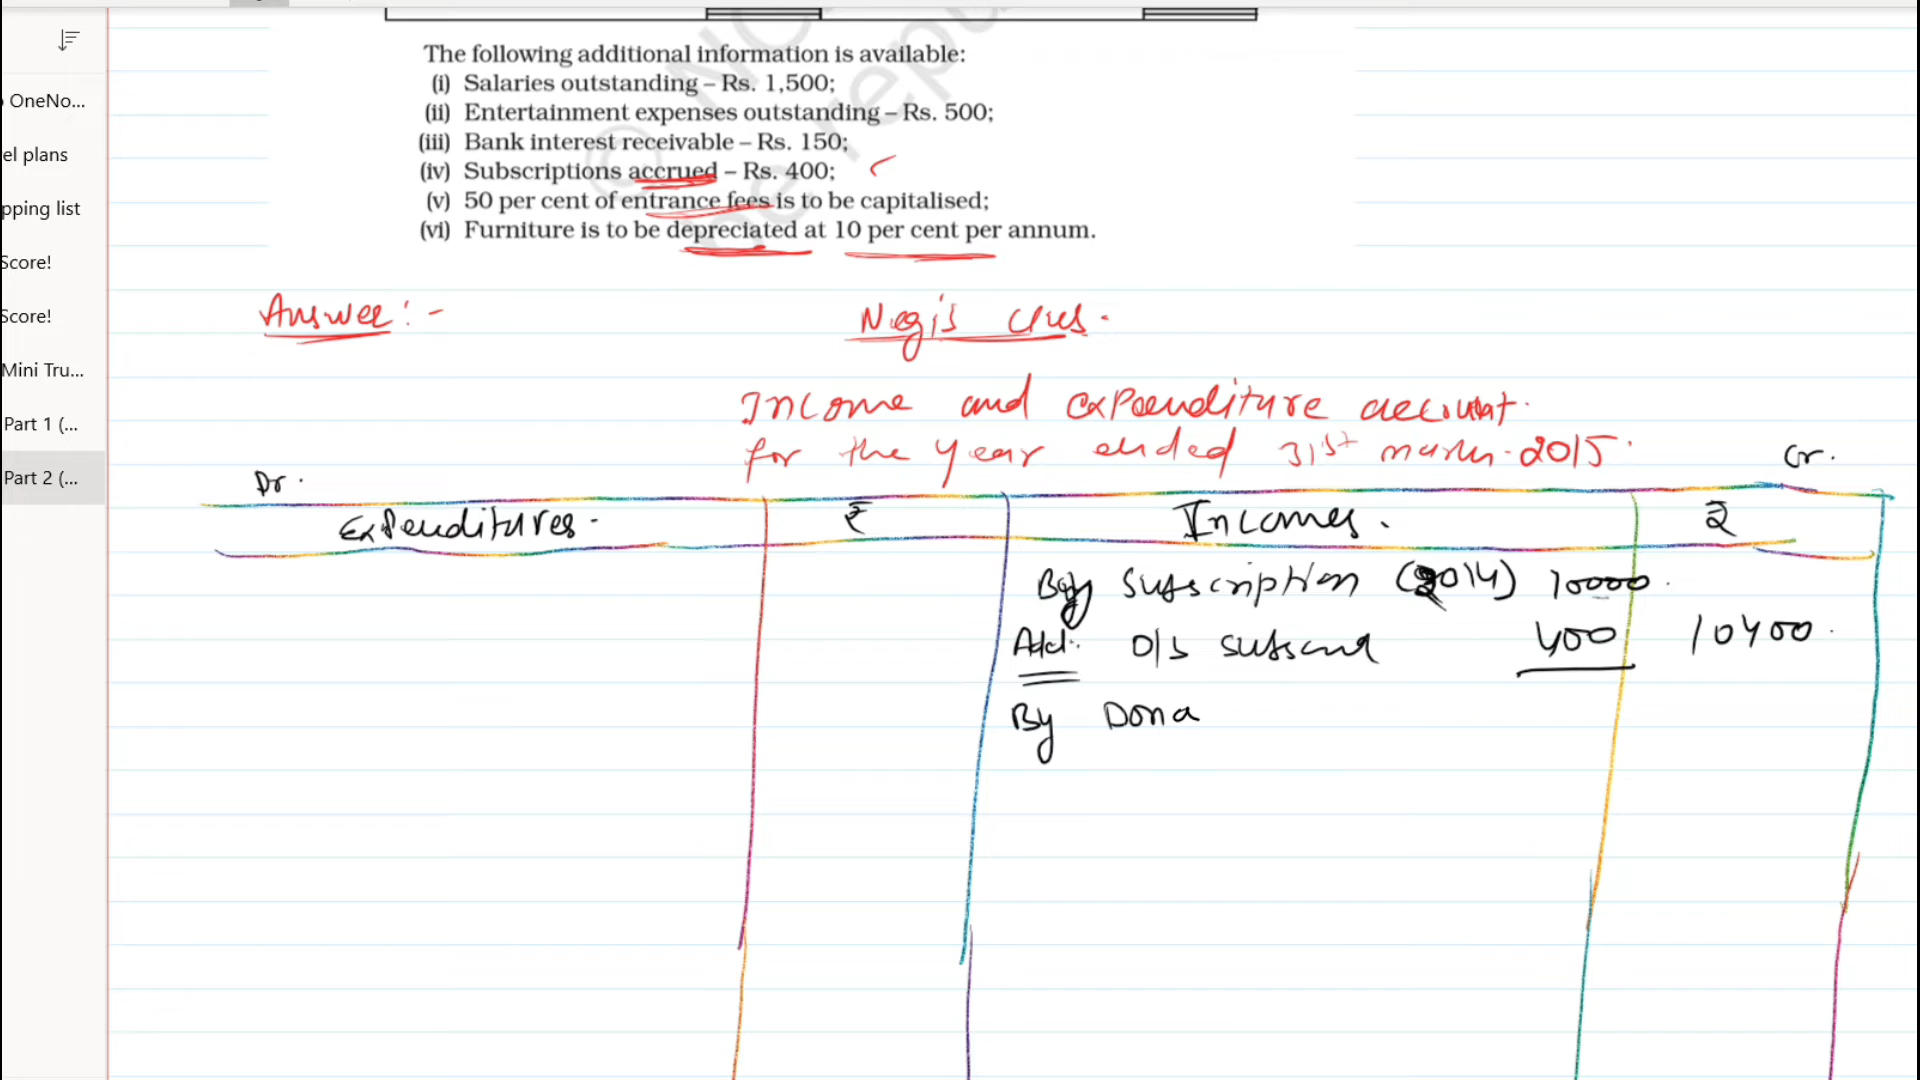 The following additional information is available:
(i) Salaries outstanding – Rs. 1,500;
(ii) Entertainment expenses outstanding – Rs. 500;
(iii) Bank interest receivable – Rs. 150;
(iv) Subscriptions accrued – Rs. 400;
(v) 50 per cent of entrance fees is to be capitalised;
(vi) Furniture is to be depreciated at 10 per cent per annum.
OneNo...
el plans
pping list
Score!
Score!
Mini Tru...
Part 1 (...
Part 2 (...
Answer:-
Negi's
Income and expenditure account.
for the year ended 31st march-2015.
Dr.
Cr.
Expenditures. ₹ Incomes. ₹
By Subscription (2014) 10000.
Add: O/s 400 10400.
By Dona